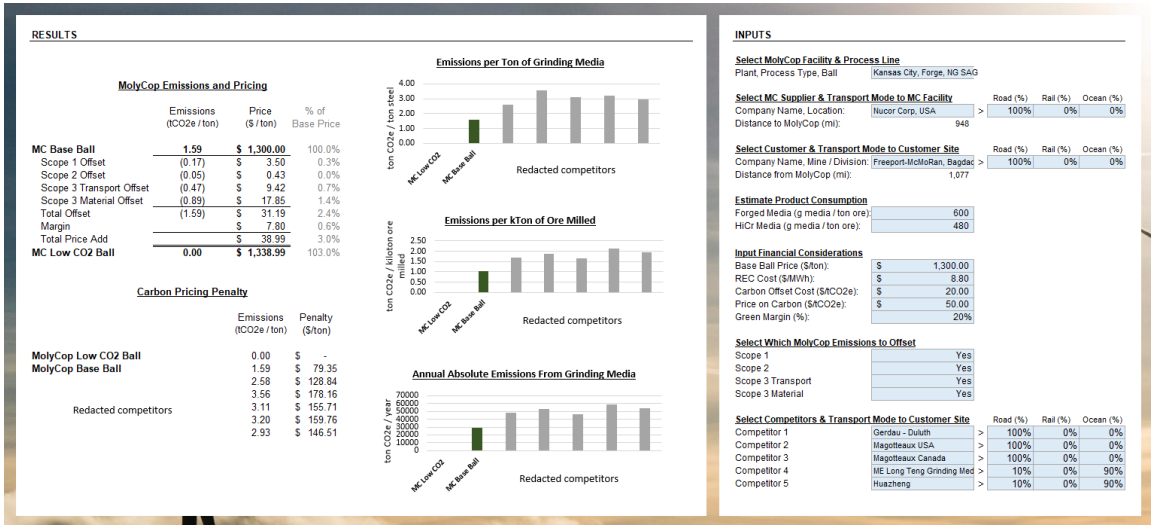 RESULTS
MolyCop Emissions and Pricing
Emissions Price % of
(tCO2e / ton) ($ / ton) Base Price
MC Base Ball 1.59 $ 1,300.00 100.0%
Scope 1 Offset (0.17) $ 3.50 0.3%
Scope 2 Offset (0.05) $ 0.43 0.0%
Scope 3 Transport Offset (0.47) $ 9.42 0.7%
Scope 3 Material Offset (0.89) $ 17.85 1.4%
Total Offset (1.59) $ 31.19 2.4%
Margin $ 7.80 0.6%
Total Price Add $ 38.99 3.0%
MC Low CO2 Ball 0.00 $ 1,338.99 103.0%
Carbon Pricing Penalty
Emissions Penalty
(tCO2e / ton) ($/ton)
MolyCop Low CO2 Ball 0.00 $ -
MolyCop Base Ball 1.59 $ 79.35
2.58 $ 128.84
3.56 $ 178.16
Redacted competitors 3.11 $ 155.71
3.20 $ 159.76
2.93 $ 146.51
Emissions per Ton of Grinding Media
ton CO2e / ton steel
4.00
3.00
2.00
1.00
0.00
MC Low CO2
MC Base Ball
Redacted competitors
Emissions per kTon of Ore Milled
ton CO2e / kiloton ore
milled
2.50
2.00
1.50
1.00
0.50
0.00
MC Low CO2
MC Base Ball
Redacted competitors
Annual Absolute Emissions From Grinding Media
ton CO2e / year
70000
60000
50000
40000
30000
20000
10000
0
MC Low CO2
MC Base Ball
Redacted competitors
INPUTS
Select MolyCop Facility & Process Line
Plant, Process Type, Ball Kansas City, Forge, NG SAG
Select MC Supplier & Transport Mode to MC Facility Road (%) Rail (%) Ocean (%)
Company Name, Location: Nucor Corp, USA > 100% 0% 0%
Distance to MolyCop (mi): 948
Select Customer & Transport Mode to Customer Site Road (%) Rail (%) Ocean (%)
Company Name, Mine / Division: Freeport-McMoRan, Bagdad > 100% 0% 0%
Distance from MolyCop (mi): 1,077
Estimate Product Consumption
Forged Media (g media / ton ore): 600
HiCr Media (g media / ton ore): 480
Input Financial Considerations
Base Ball Price ($/ton): $ 1,300.00
REC Cost ($/MWh): $ 8.80
Carbon Offset Cost ($/tCO2e): $ 20.00
Price on Carbon ($/tCO2e): $ 50.00
Green Margin (%): 20%
Select Which MolyCop Emissions to Offset
Scope 1 Yes
Scope 2 Yes
Scope 3 Transport Yes
Scope 3 Material Yes
Select Competitors & Transport Mode to Customer Site Road (%) Rail (%) Ocean (%)
Competitor 1 Gerdau - Duluth > 100% 0% 0%
Competitor 2 Magotteaux USA > 100% 0% 0%
Competitor 3 Magotteaux Canada > 100% 0% 0%
Competitor 4 ME Long Teng Grinding Med > 10% 0% 90%
Competitor 5 Huazheng > 10% 0% 90%